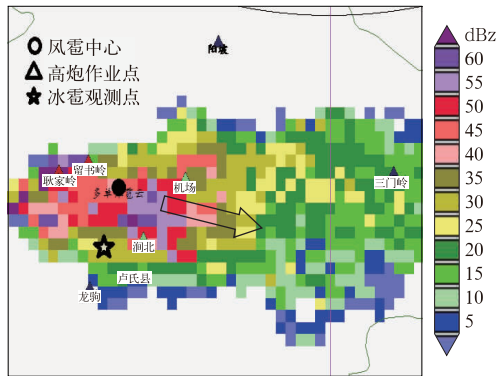 阳坡
风雹中心
高炮作业点
冰雹观测点
留书岭
耿家岭
机场
三门岭
涧北
卢氏县
龙驹
dBz
60
55
50
45
40
35
30
25
20
15
10
5